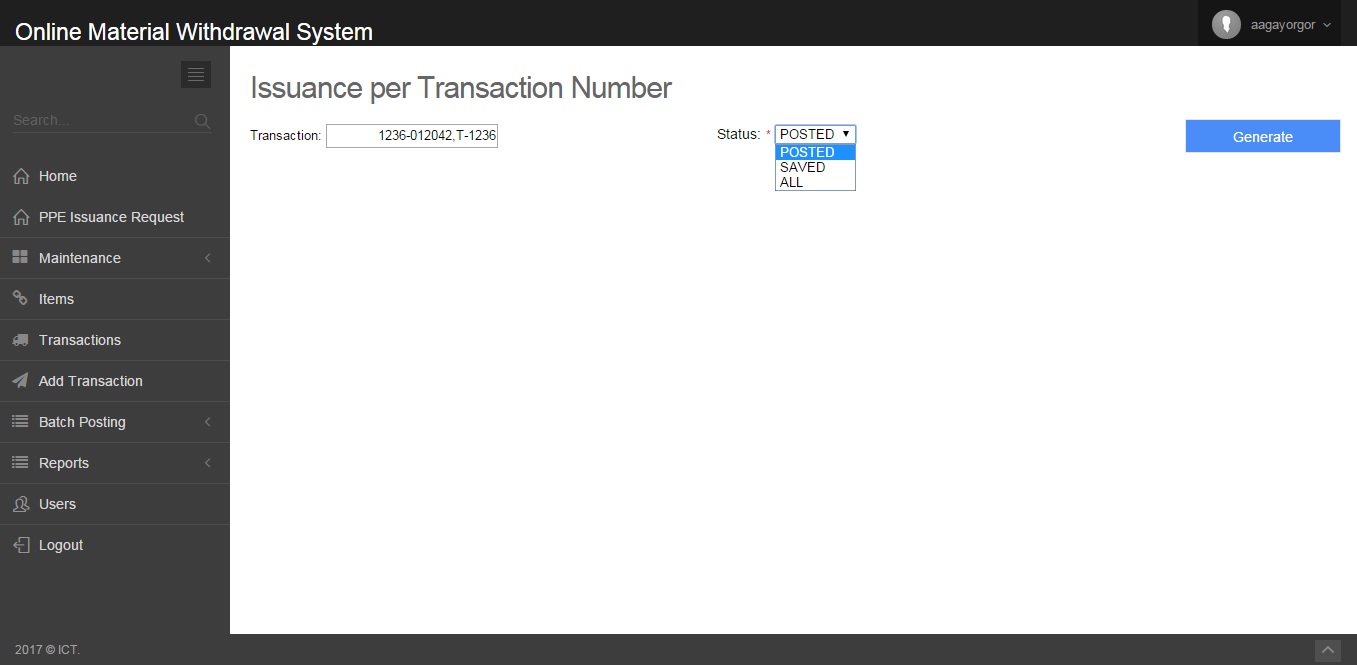 Online Material Withdrawal System
aagayorgor
Search...
Home
PPE Issuance Request
Maintenance
Items
Transactions
Add Transaction
Batch Posting
Reports
Users
Logout
Issuance per Transaction Number
Transaction: 1236-012042,T-1236
Status: * POSTED
POSTED
SAVED
ALL
Generate
2017 © ICT.